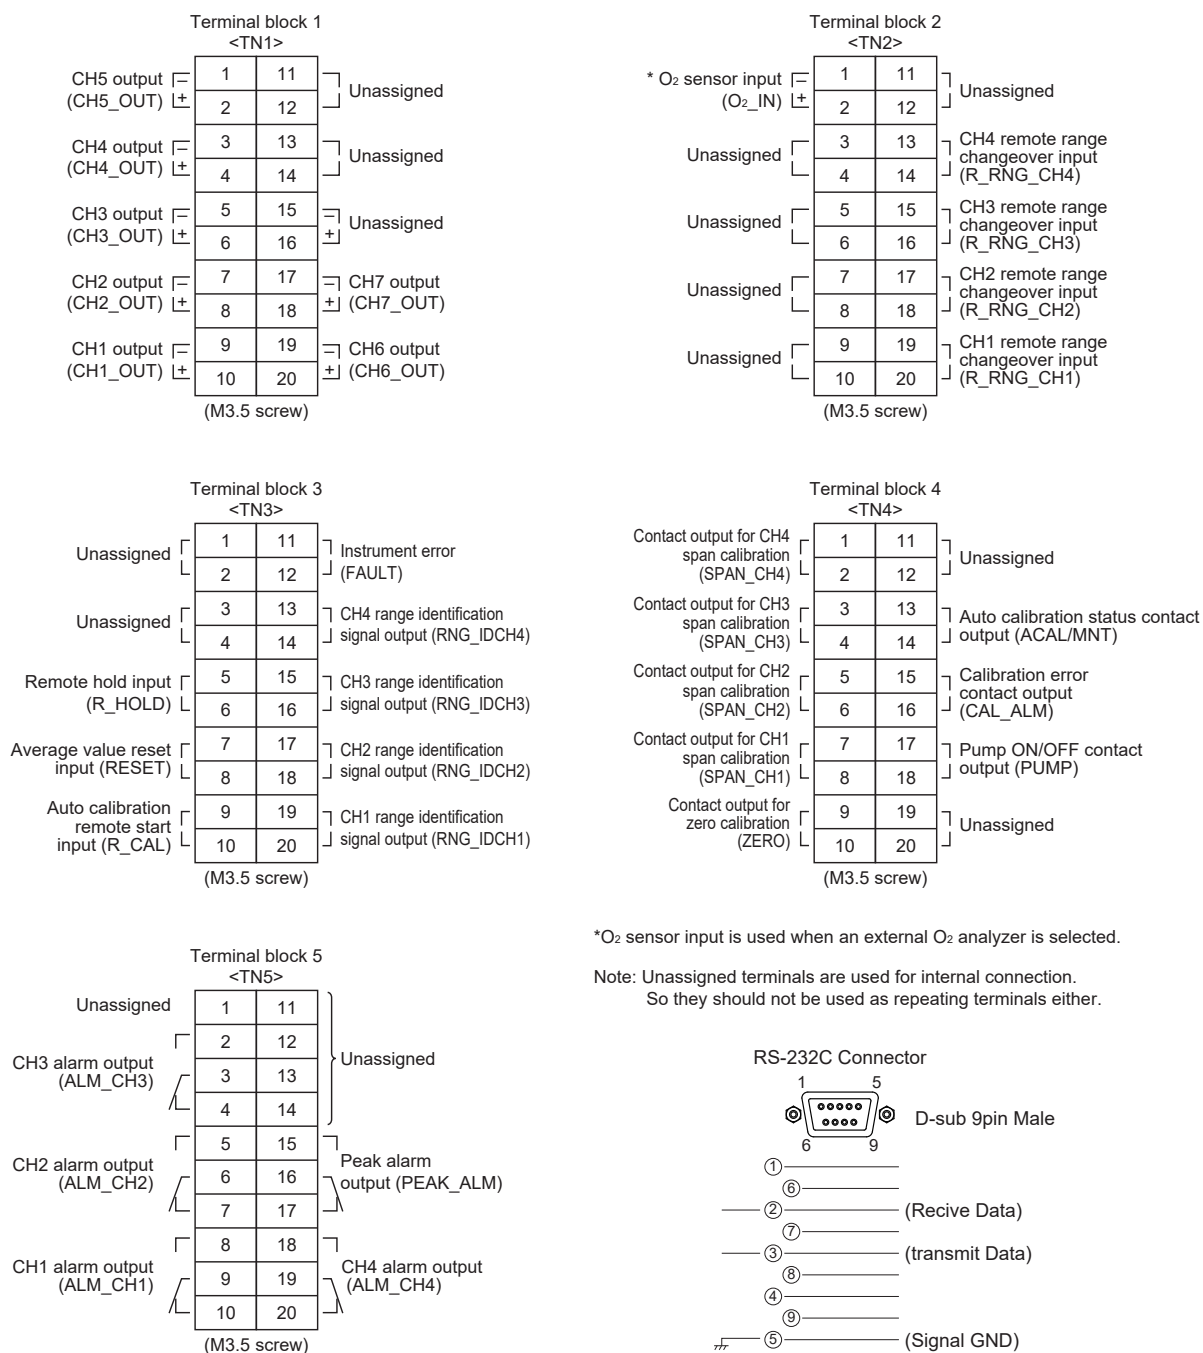 Terminal block 1
<TN1>
CH5 output − 1 11
(CH5_OUT) + 2 12
Unassigned
CH4 output − 3 13
(CH4_OUT) + 4 14
Unassigned
CH3 output − 5 15 −
(CH3_OUT) + 6 16 +
Unassigned
CH2 output − 7 17 − CH7 output
(CH2_OUT) + 8 18 + (CH7_OUT)
CH1 output − 9 19 − CH6 output
(CH1_OUT) + 10 20 + (CH6_OUT)
(M3.5 screw)
Terminal block 2
<TN2>
* O2 sensor input − 1 11
(O2_IN) + 2 12
Unassigned
Unassigned
3 13
4 14
CH4 remote range
changeover input
(R_RNG_CH4)
Unassigned
5 15
6 16
CH3 remote range
changeover input
(R_RNG_CH3)
Unassigned
7 17
8 18
CH2 remote range
changeover input
(R_RNG_CH2)
Unassigned
9 19
10 20
CH1 remote range
changeover input
(R_RNG_CH1)
(M3.5 screw)
Terminal block 3
<TN3>
Unassigned
1 11
2 12
Instrument error
(FAULT)
Unassigned
3 13
4 14
CH4 range identification
signal output (RNG_IDCH4)
Remote hold input
(R_HOLD)
5 15
6 16
CH3 range identification
signal output (RNG_IDCH3)
Average value reset
input (RESET)
7 17
8 18
CH2 range identification
signal output (RNG_IDCH2)
Auto calibration
remote start
input (R_CAL)
9 19
10 20
CH1 range identification
signal output (RNG_IDCH1)
(M3.5 screw)
Terminal block 4
<TN4>
Contact output for CH4
span calibration
(SPAN_CH4)
1 11
2 12
Unassigned
Contact output for CH3
span calibration
(SPAN_CH3)
3 13
4 14
Auto calibration status contact
output (ACAL/MNT)
Contact output for CH2
span calibration
(SPAN_CH2)
5 15
6 16
Calibration error
contact output
(CAL_ALM)
Contact output for CH1
span calibration
(SPAN_CH1)
7 17
8 18
Pump ON/OFF contact
output (PUMP)
Contact output for
zero calibration
(ZERO)
9 19
10 20
Unassigned
(M3.5 screw)
Terminal block 5
<TN5>
Unassigned
1 11
2 12
3 13
4 14
CH3 alarm output
(ALM_CH3)
Unassigned
5 15
6 16
7 17
CH2 alarm output
(ALM_CH2)
Peak alarm
output (PEAK_ALM)
8 18
9 19
10 20
CH1 alarm output
(ALM_CH1)
CH4 alarm output
(ALM_CH4)
(M3.5 screw)
*O2 sensor input is used when an external O2 analyzer is selected.
Note: Unassigned terminals are used for internal connection.
So they should not be used as repeating terminals either.
RS-232C Connector
1 5
D-sub 9pin Male
6 9
①
⑥
② (Recive Data)
⑦
③ (transmit Data)
⑧
④
⑨
⑤ (Signal GND)